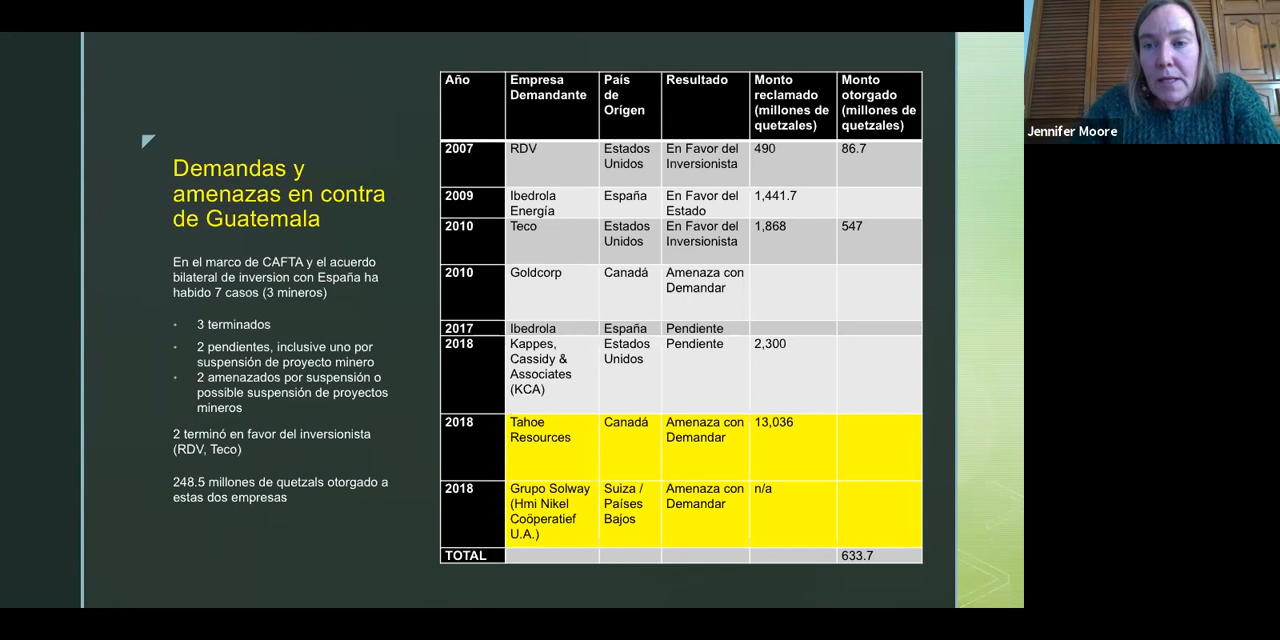 Demandas y
amenazas en contra
de Guatemala
En el marco de CAFTA y el acuerdo
bilateral de inversion con España ha
habido 7 casos (3 mineros)
3 terminados
2 pendientes, inclusive uno por
suspensión de proyecto minero
2 amenazados por suspensión o
possible suspensión de proyectos
mineros
2 terminó en favor del inversionista
(RDV, Teco)
248.5 millones de quetzals otorgado a
estas dos empresas
Año
Empresa
Demandante
País
de
Orígen
Resultado
Monto
reclamado
(millones de
quetzales)
Monto
otorgado
(millones de
quetzales)
2007
RDV
Estados
Unidos
En Favor del
Inversionista
490
86.7
2009
Ibedrola
Energía
España
En Favor del
Estado
1,441.7
2010
Teco
Estados
Unidos
En Favor del
Inversionista
1,868
547
2010
Goldcorp
Canadá
Amenaza con
Demandar
2017
Ibedrola
España
Pendiente
2018
Kappes,
Cassidy &
Associates
(KCA)
Estados
Unidos
Pendiente
2,300
2018
Tahoe
Resources
Canadá
Amenaza con
Demandar
13,036
2018
Grupo Solway
(Hmi Nikel
Coöperatief
U.A.)
Suiza /
Países
Bajos
Amenaza con
Demandar
n/a
TOTAL
633.7
Jennifer Moore